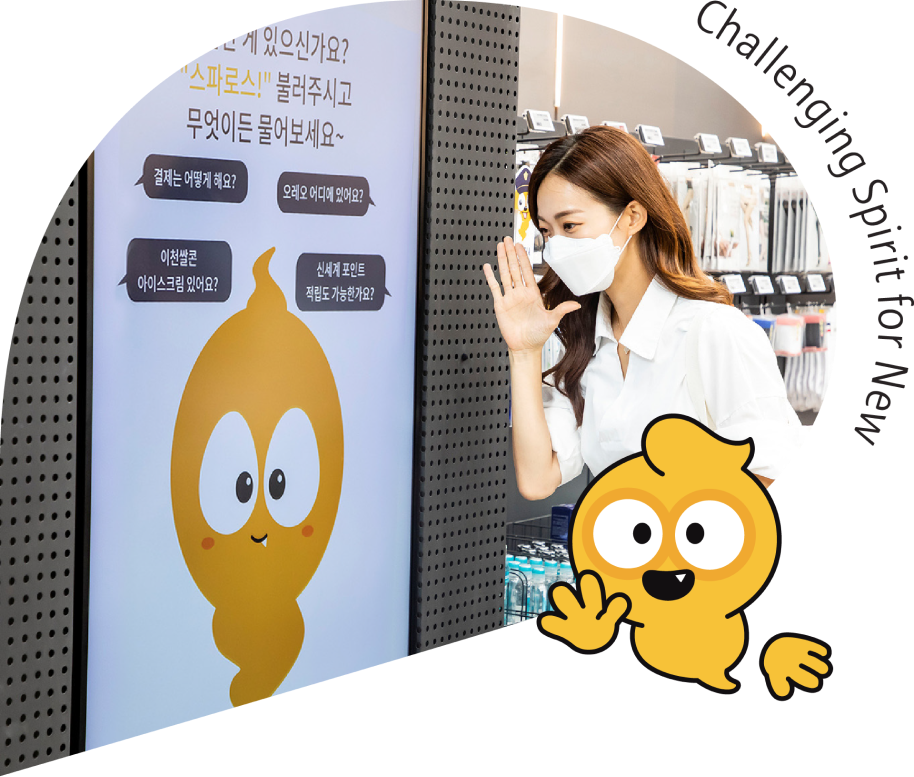 게 있으신가요?
"스파로스!" 불러주시고
무엇이든 물어보세요~
결제는 어떻게 해요?
오레오 어디에 있어요?
이천쌀콘
아이스크림 있어요?
신세계 포인트
적립도 가능한가요?
Challenging Spirit for New